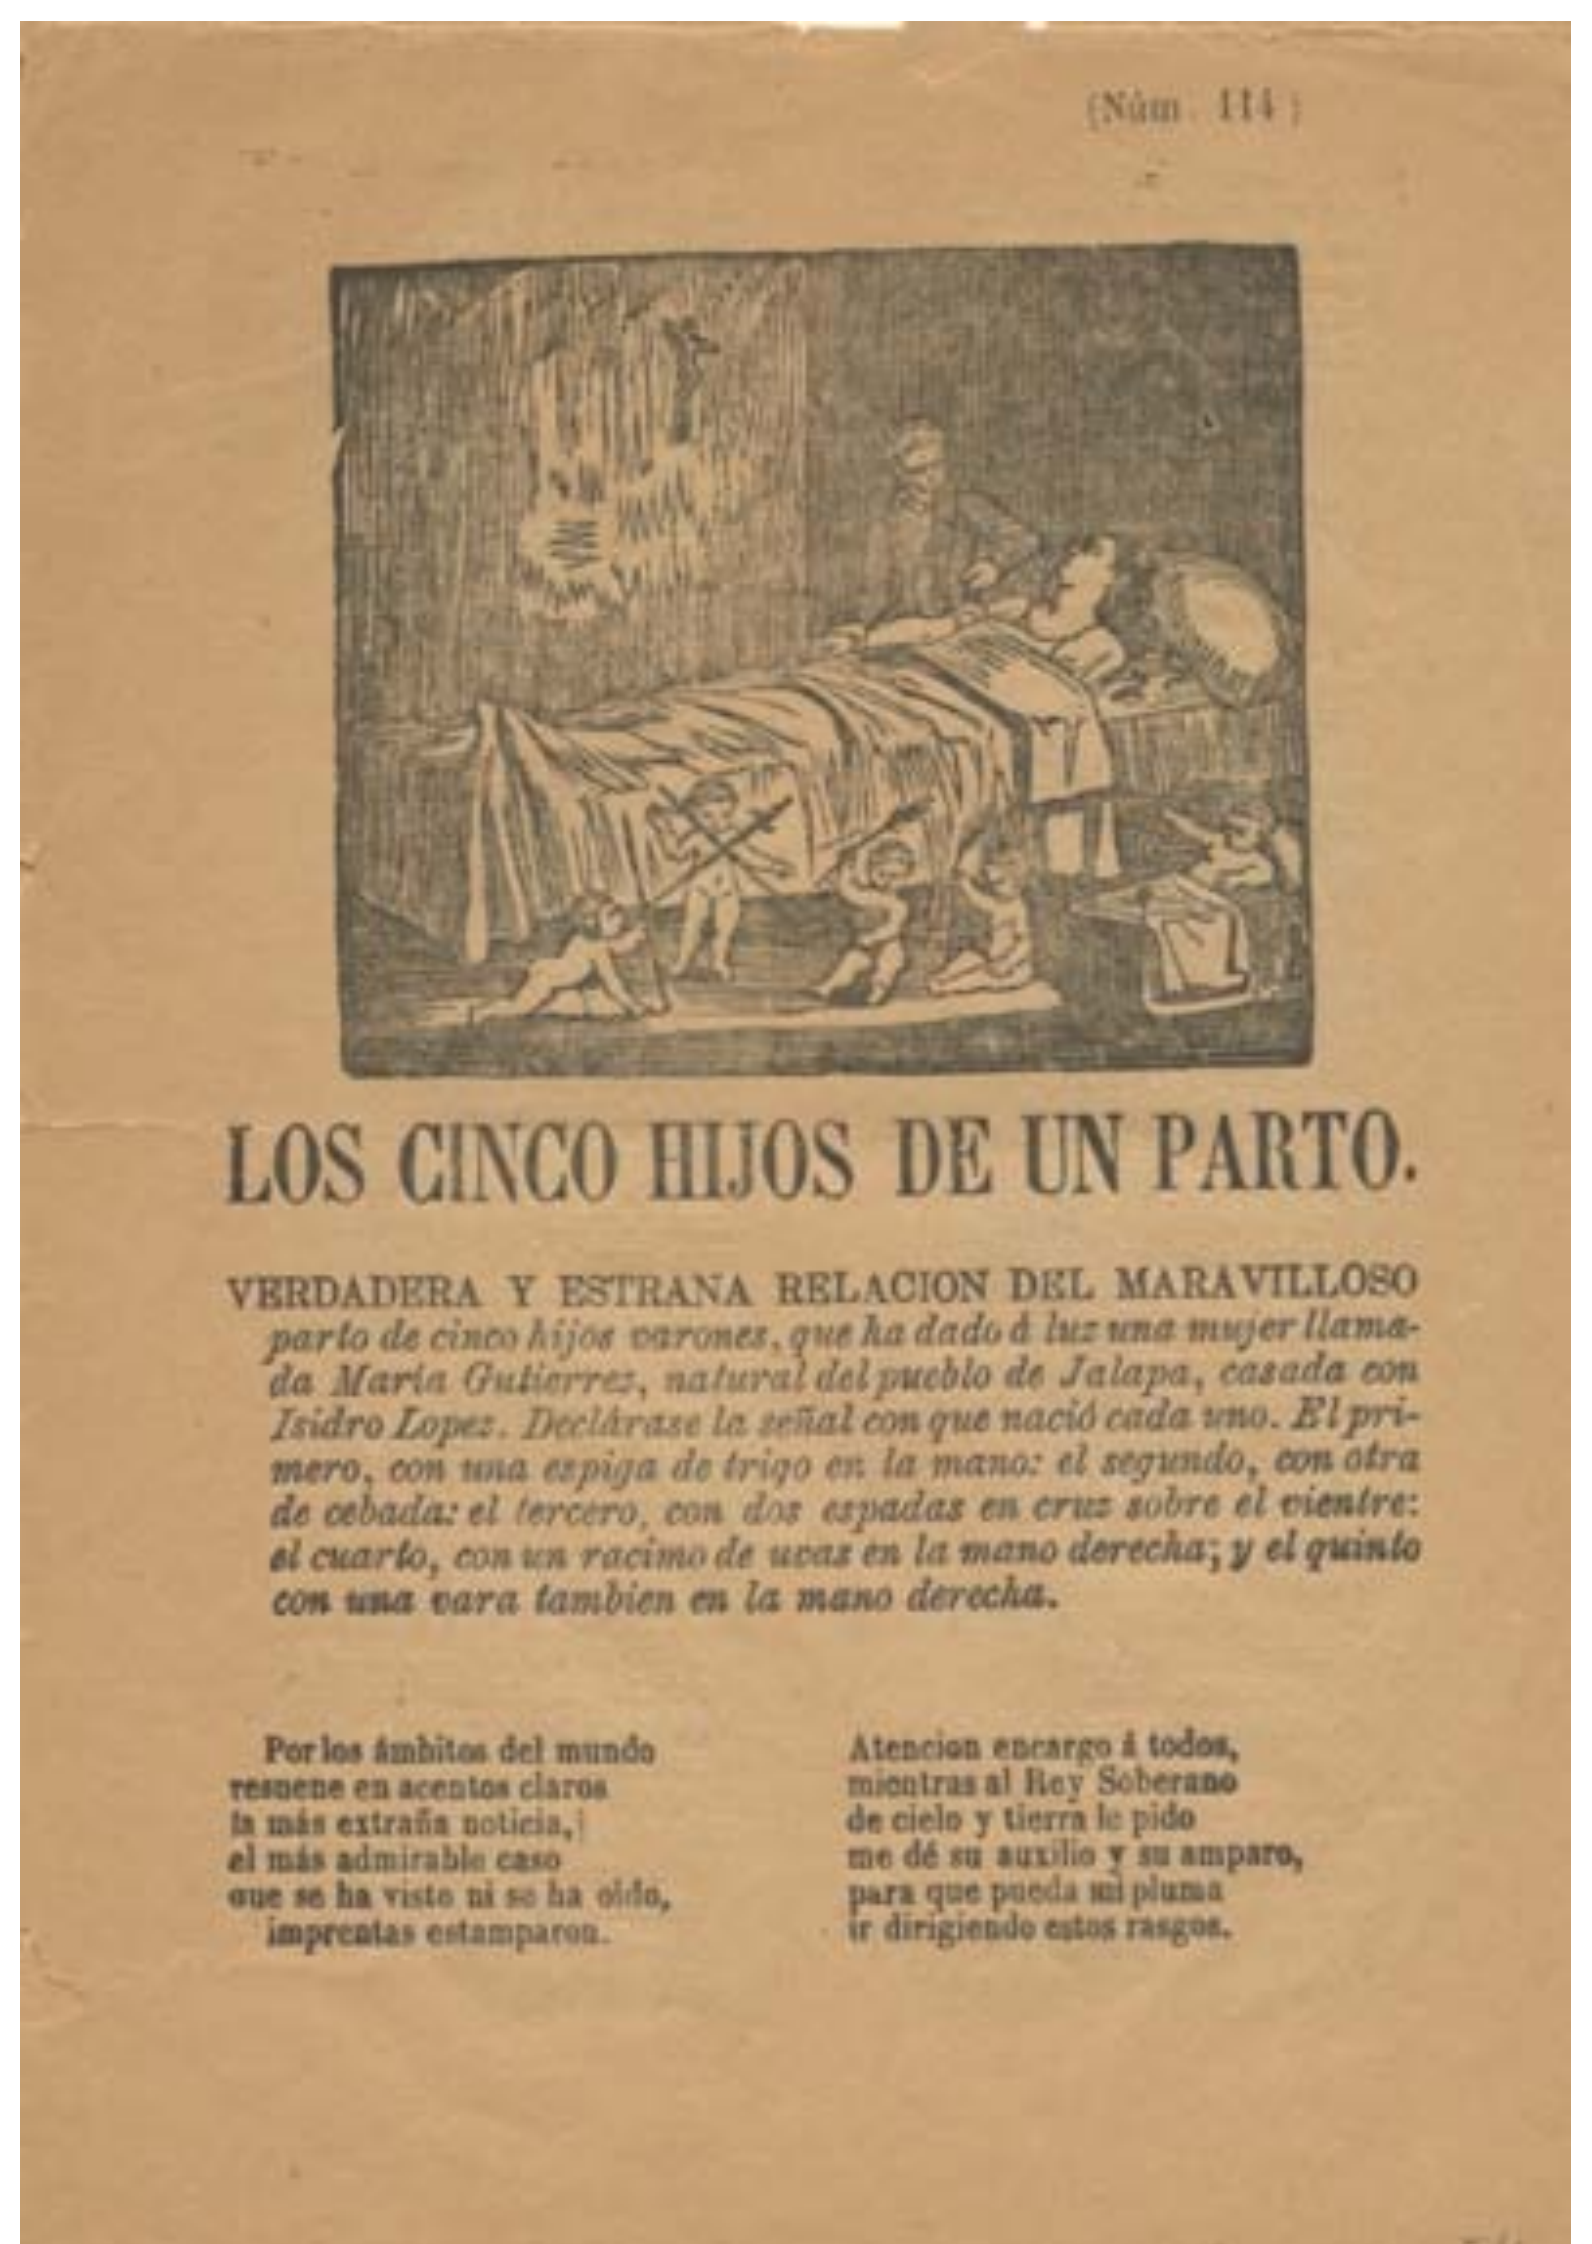 (Núm. 114)
LOS CINCO HIJOS DE UN PARTO.
VERDADERA Y ESTRANA RELACION DEL MARAVILLOSO
parto de cinco hijos varones, que ha dado á luz una mujer llama-
da María Gutierrez, natural del pueblo de Jalapa, casada con
Isidro Lopez. Declárase la señal con que nació cada uno. El pri-
mero, con una espiga de trigo en la mano: el segundo, con otra
de cebada: el tercero, con dos espadas en cruz sobre el vientre:
el cuarto, con un racimo de uvas en la mano derecha; y el quinto
con una vara tambien en la mano derecha.
Por los ámbitos del mundo
resuene en acentos claros
la más extraña noticia,
el más admirable caso
que se ha visto ni se ha oido,
imprentas estamparon.
Atencion encargo á todos,
mientras al Rey Soberano
de cielo y tierra le pido
me dé su auxilio y su amparo,
para que pueda mi pluma
ir dirigiendo estos rasgos.